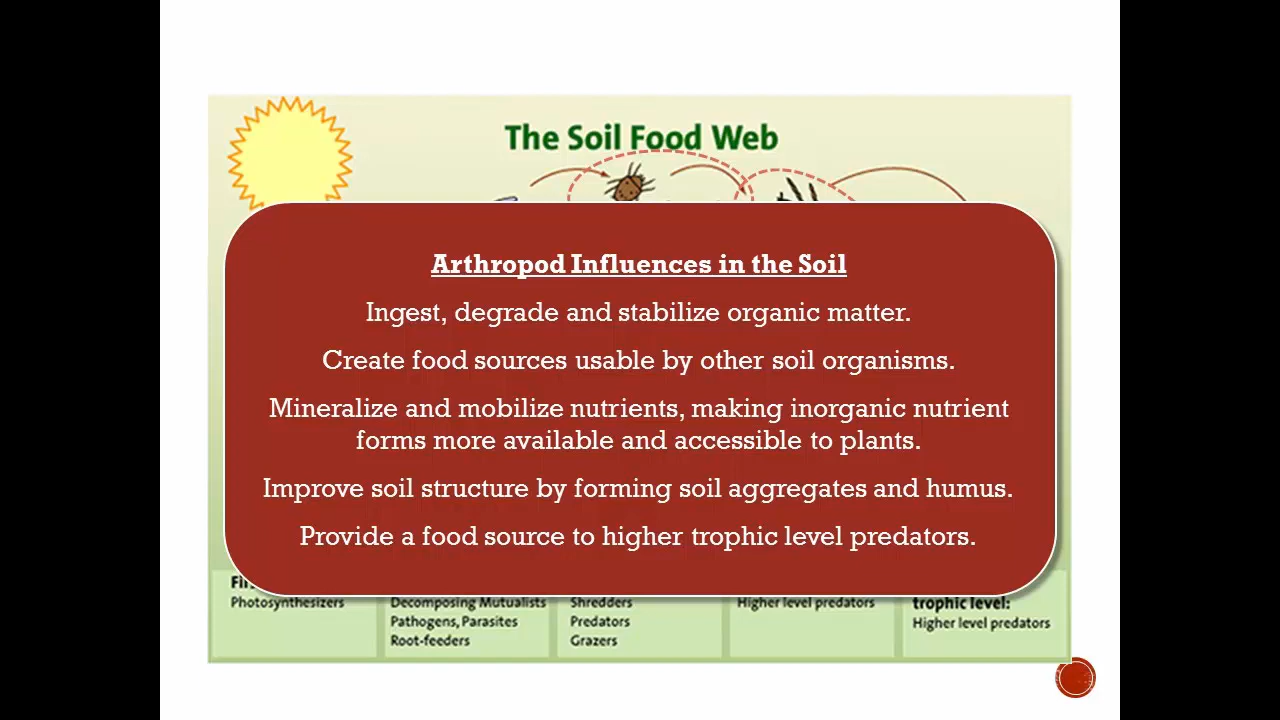 The Soil Food Web
Arthropod Influences in the Soil
Ingest, degrade and stabilize organic matter.
Create food sources usable by other soil organisms.
Mineralize and mobilize nutrients, making inorganic nutrient
forms more available and accessible to plants.
Improve soil structure by forming soil aggregates and humus.
Provide a food source to higher trophic level predators.
Photosynthesizers
Decomposing Mutualists
Pathogens, Parasites
Root-feeders
Shredders
Predators
Grazers
Higher level predators
trophic level:
Higher level predators